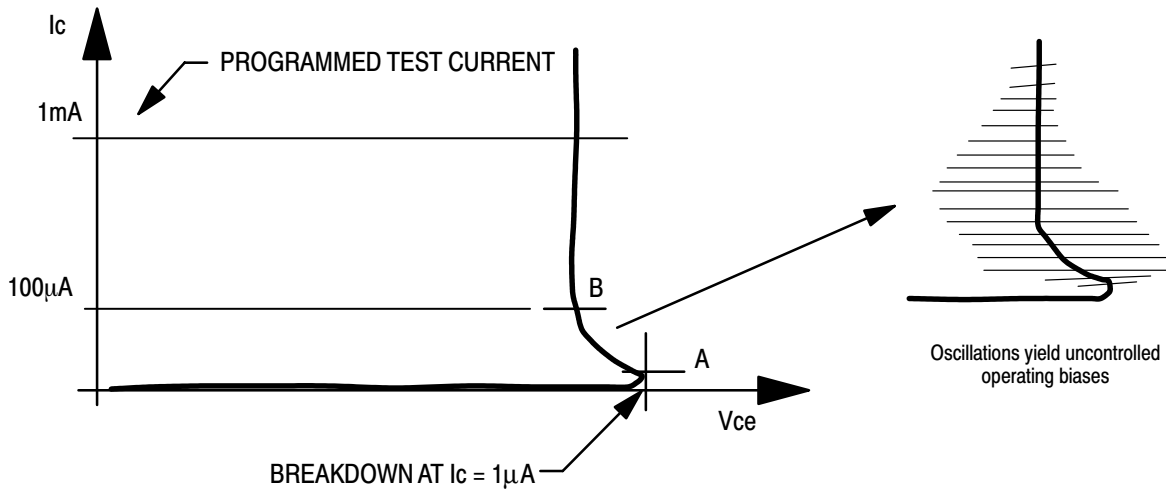 Ic
PROGRAMMED TEST CURRENT
1mA
100μA
B
A
Vce
BREAKDOWN AT Ic = 1μA
Oscillations yield uncontrolled
operating biases